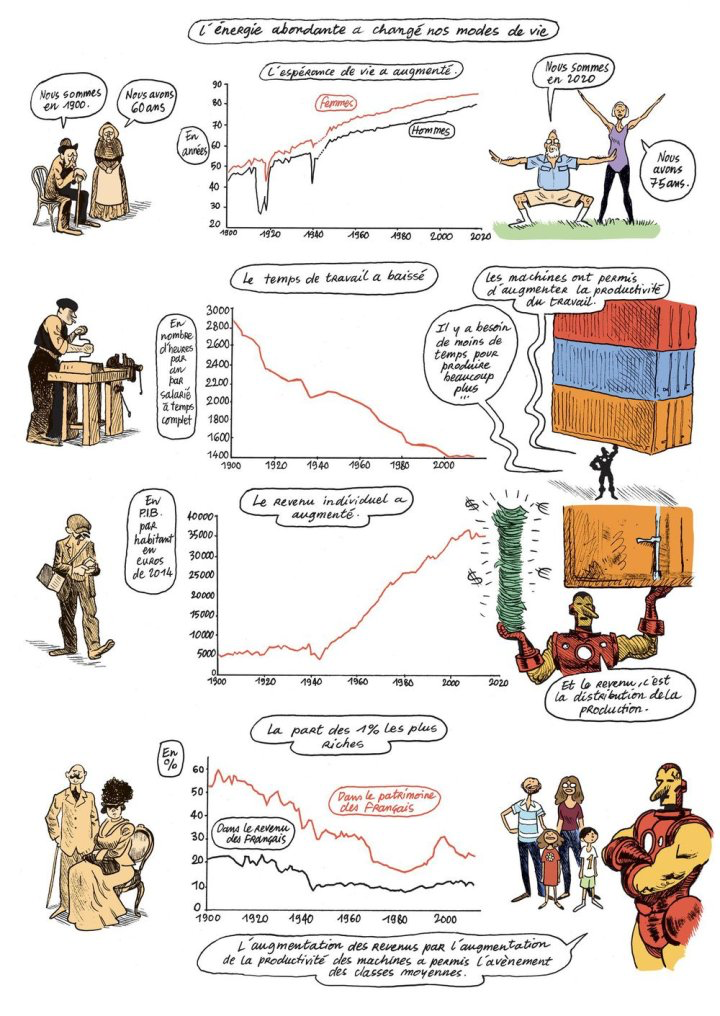 L'énergie abordante a changé nos modes de vie
L'espérance de vie a augmenté.
Nous sommes
en 1900.
Nous avons
60 ans
En
années
90
80
70
60
50
40
30
20
1900
1920
1940
1960
1980
2000
2020
Femmes
Hommes
Nous sommes
en 2020
Nous
avons
75 ans.
Le temps de travail a baissé
En
nombre
d'heures
par
an
par
salarié
à temps
complet
3000
2800
2600
2400
2200
2000
1800
1600
1400
1900
1920
1940
1960
1980
2000
Les machines ont permis
d'augmenter la productivité
du travail.
Il y a besoin
de moins de
temps pour
produire
beaucoup
plus
...
Le revenu individuel a
augmenté.
En
P.I.B.
par
habitant
en
euros
de 2014
40000
35000
30000
25000
20000
15000
10000
5000
0
1900
1920
1940
1960
1980
2000
2020
$ €
$ €
Et le revenu, c'est
la distribution de la
production.
La part des 1% les plus
riches
En
%
60
50
40
30
20
10
0
1900
1920
1940
1960
1980
2000
Dans le patrimoine
des Français
Dans le revenu
des Français
1
L'augmentation des revenus par l'augmentation
de la productivité des machines a permis l'avènement
des classes moyennes.